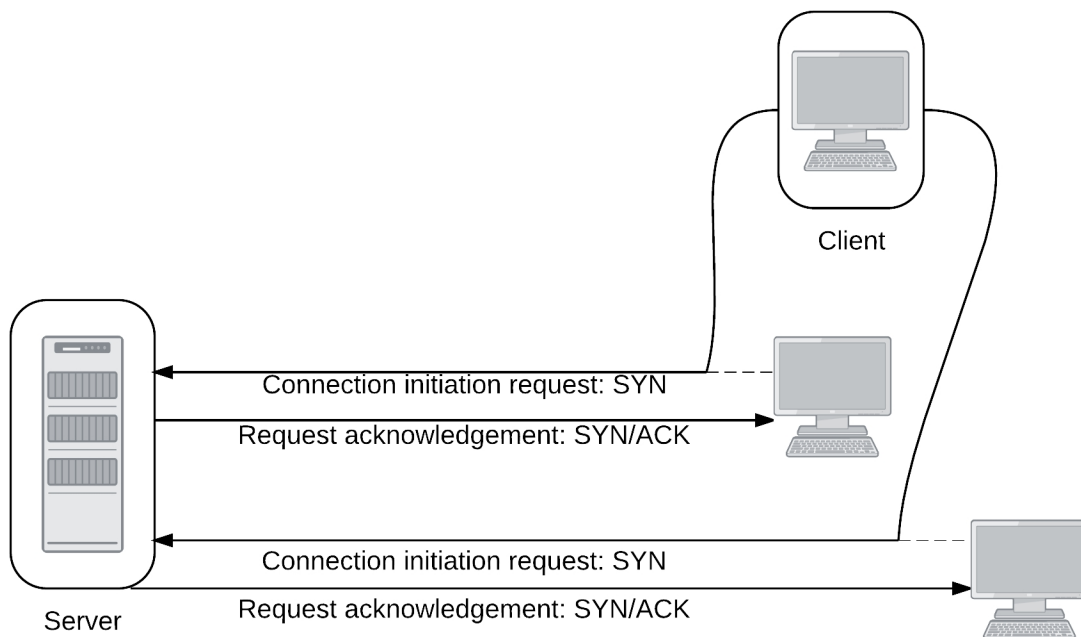 Client
Connection initiation request: SYN
Request acknowledgement: SYN/ACK
Connection initiation request: SYN
Request acknowledgement: SYN/ACK
Server